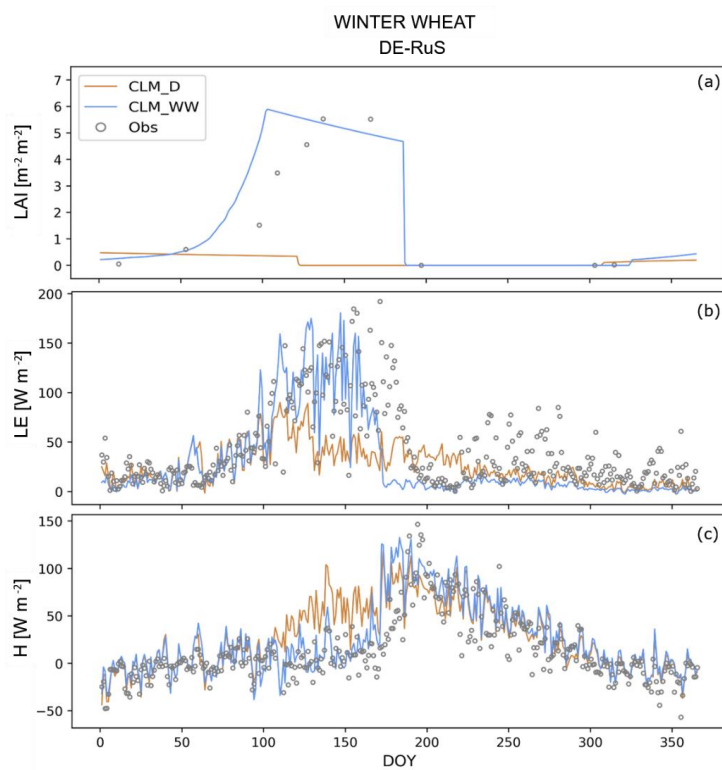 WINTER WHEAT
DE-RuS
(a)
CLM_D
CLM_WW
Obs
LAI [m⁻² m⁻²]
7
6
5
4
3
2
1
0
(b)
LE [W m⁻²]
200
150
100
50
0
(c)
H [W m⁻²]
150
100
50
0
−50
0 50 100 150 200 250 300 350
DOY